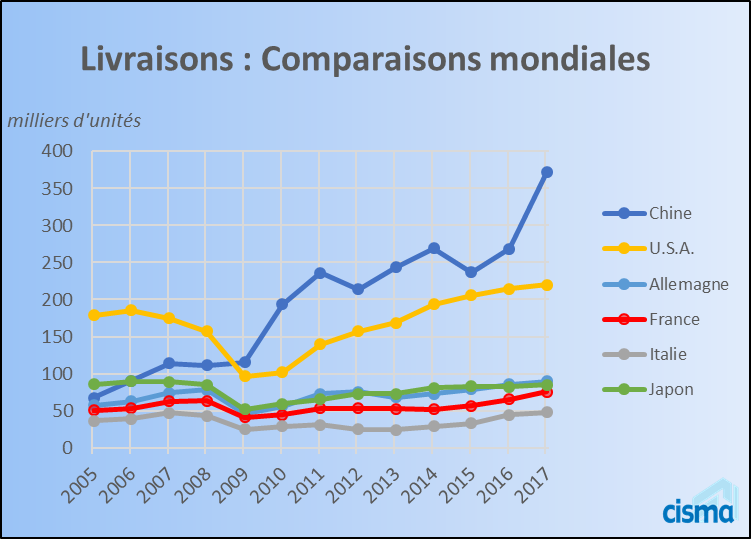 Livraisons : Comparaisons mondiales
milliers d'unités
400
350
300
250
200
150
100
50
0
2005 2006 2007 2008 2009 2010 2011 2012 2013 2014 2015 2016 2017
Chine
U.S.A.
Allemagne
France
Italie
Japon
cisma